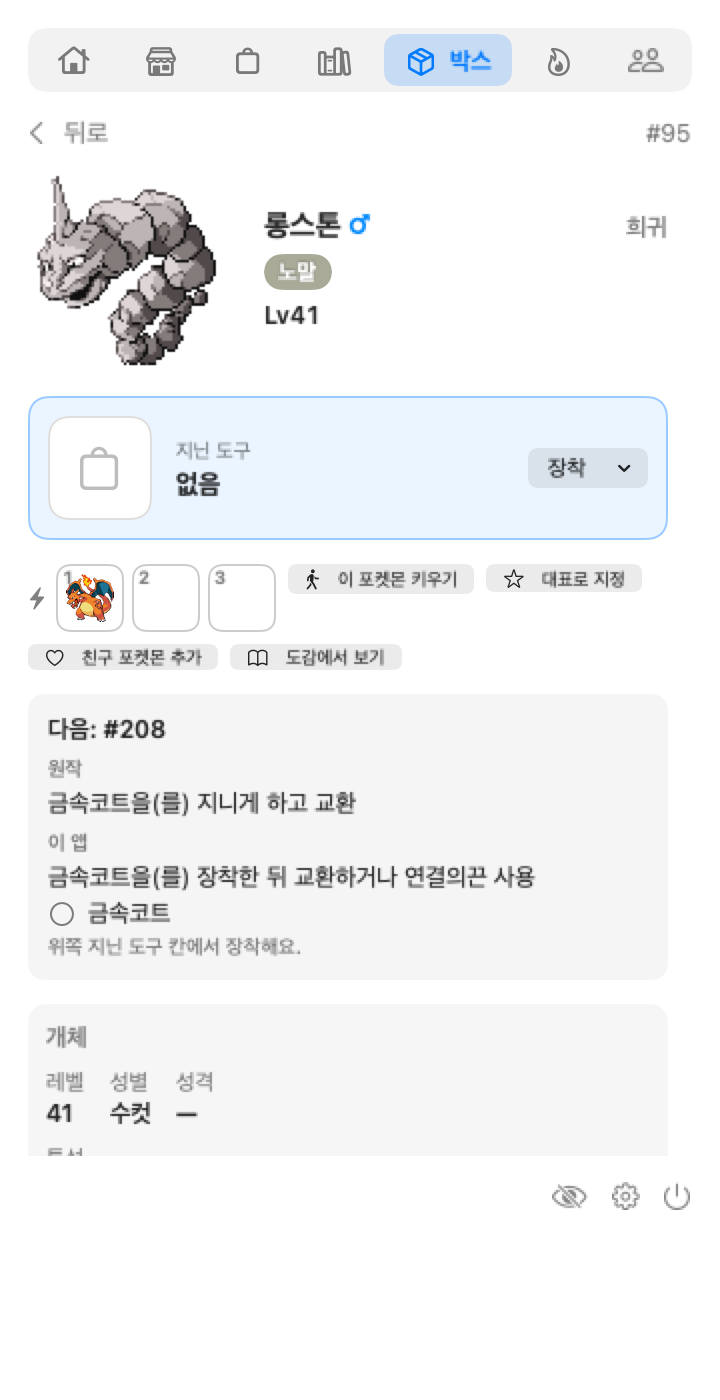 박스
뒤로
#95
롱스톤 ♂
희귀
노말
Lv41
지닌 도구
없음
장착
1
2
3
이 포켓몬 키우기
대표로 지정
친구 포켓몬 추가
도감에서 보기
다음: #208
원작
금속코트을(를) 지니게 하고 교환
이 앱
금속코트을(를) 장착한 뒤 교환하거나 연결의끈 사용
금속코트
위쪽 지닌 도구 칸에서 장착해요.
개체
레벨 성별 성격
41 수컷 —